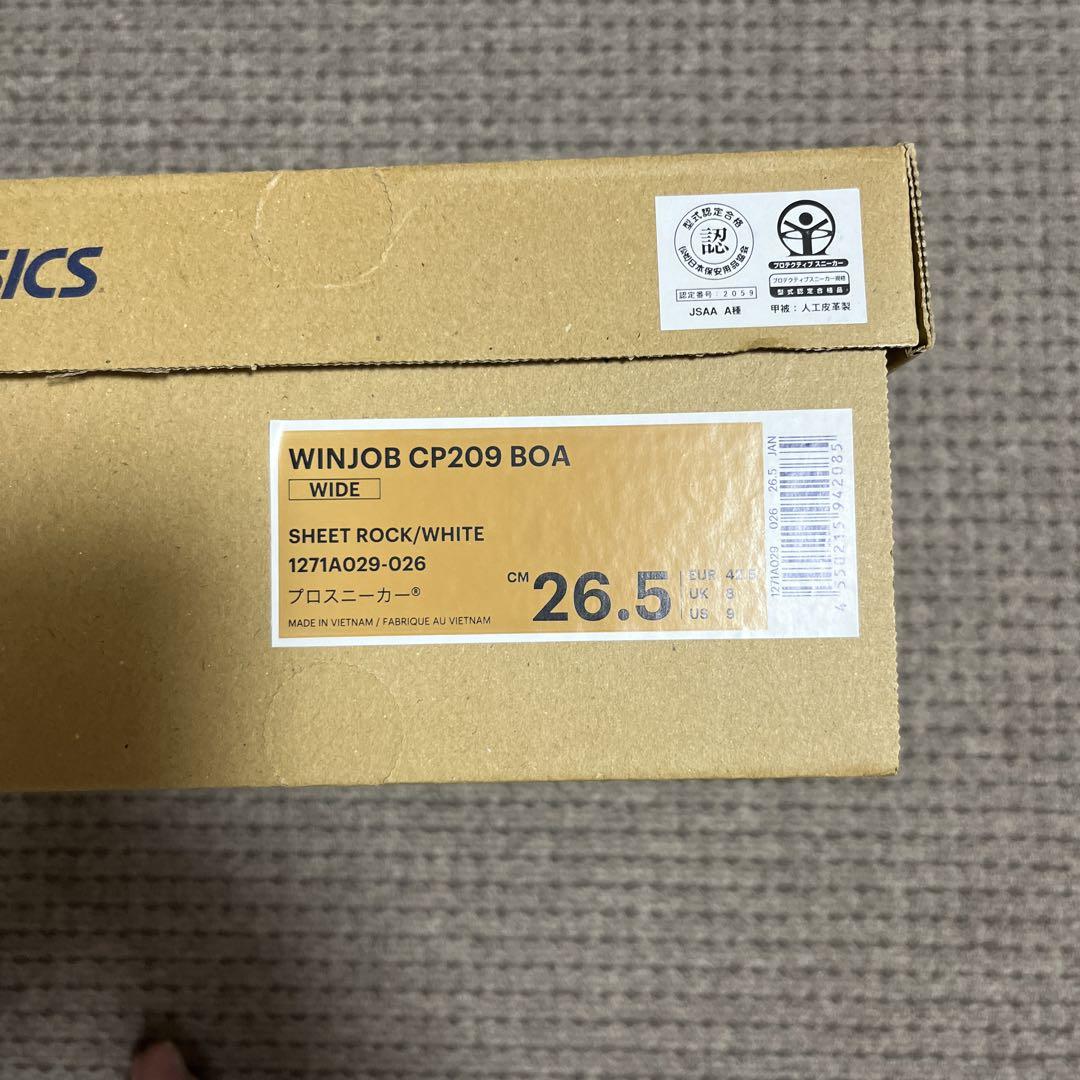 SICS
型式認定合格
認
(公社)日本保安用品協会
認定番号:2059
JSAA A種
プロテクティブ スニーカー
プロテクティブスニーカー規格
型式認定合格品
甲被:人工皮革製
WINJOB CP209 BOA
WIDE
SHEET ROCK/WHITE
1271A029-026
プロスニーカー®
MADE IN VIETNAM / FABRIQUE AU VIETNAM
CM 26.5
EUR 42.5
UK 8
US 9
1271A029 026 26.5 JAN
4550215942085